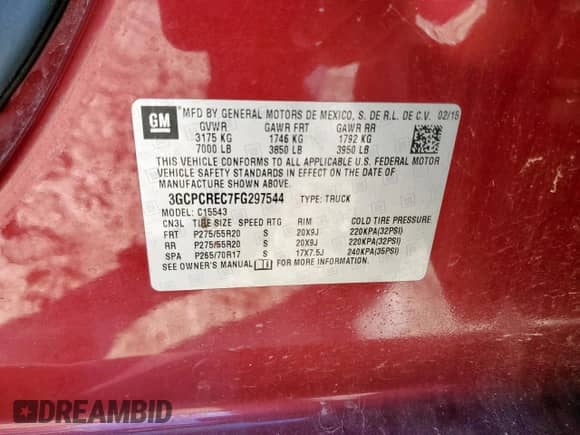 GM
MFD BY GENERAL MOTORS DE MEXICO, S. DE R.L. DE C.V. 02/15
GVWR GAWR FRT GAWR RR
3175 KG 1746 KG 1792 KG
7000 LB 3850 LB 3950 LB
THIS VEHICLE CONFORMS TO ALL APPLICABLE U.S. FEDERAL MOTOR
VEHICLE SAFETY STANDARDS IN EFFECT ON THE DATE OF
MANUFACTURE SHOWN ABOVE.
3GCPCREC7FG297544 TYPE: TRUCK
MODEL: C15543
CN3L TIRE SIZE SPEED RTG RIM COLD TIRE PRESSURE
FRT P275/55R20 S 20X9J 220KPA(32PSI)
RR P275/55R20 S 20X9J 220KPA(32PSI)
SPA P265/70R17 S 17X7.5J 240KPA(35PSI)
SEE OWNER'S MANUAL FOR MORE INFORMATION.
DREAMBID